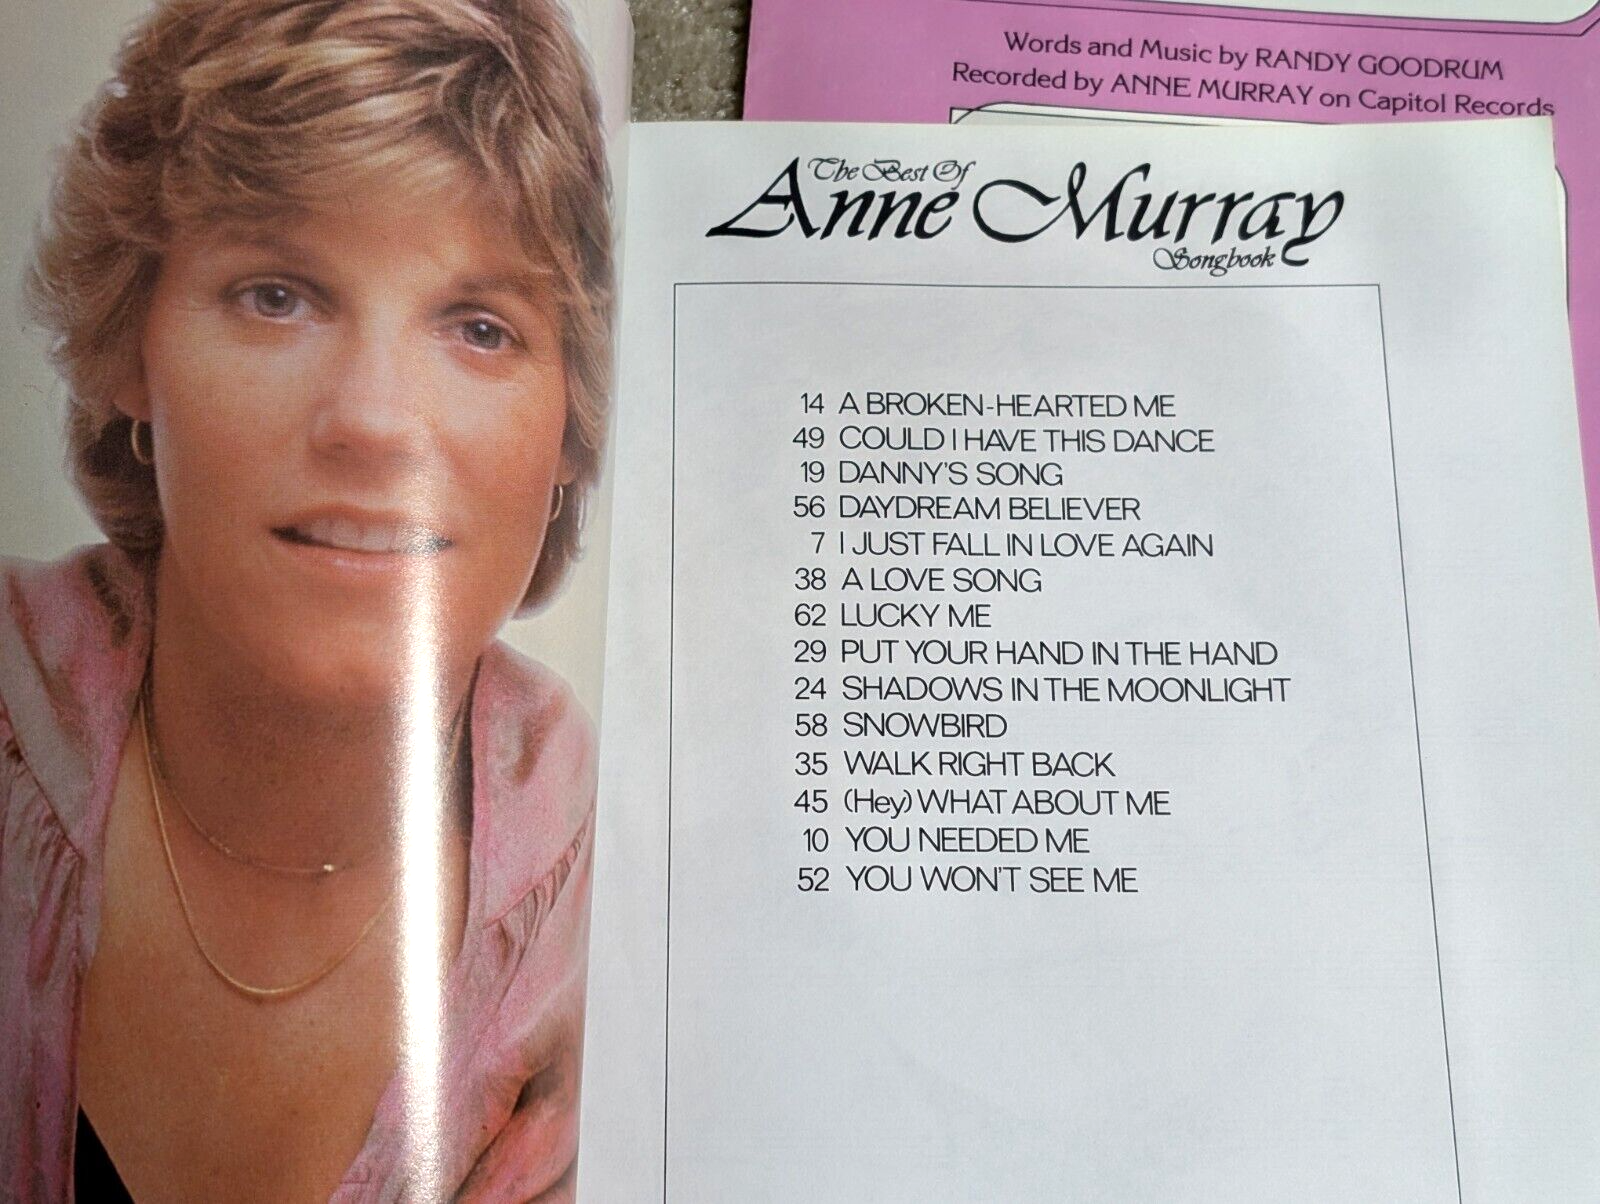 Words and Music by RANDY GOODRUM
Recorded by ANNE MURRAY on Capitol Records
The Best Of
Anne Murray
Songbook
14 A BROKEN-HEARTED ME
49 COULD I HAVE THIS DANCE
19 DANNY'S SONG
56 DAYDREAM BELIEVER
7 I JUST FALL IN LOVE AGAIN
38 A LOVE SONG
62 LUCKY ME
29 PUT YOUR HAND IN THE HAND
24 SHADOWS IN THE MOONLIGHT
58 SNOWBIRD
35 WALK RIGHT BACK
45 (Hey) WHAT ABOUT ME
10 YOU NEEDED ME
52 YOU WON'T SEE ME